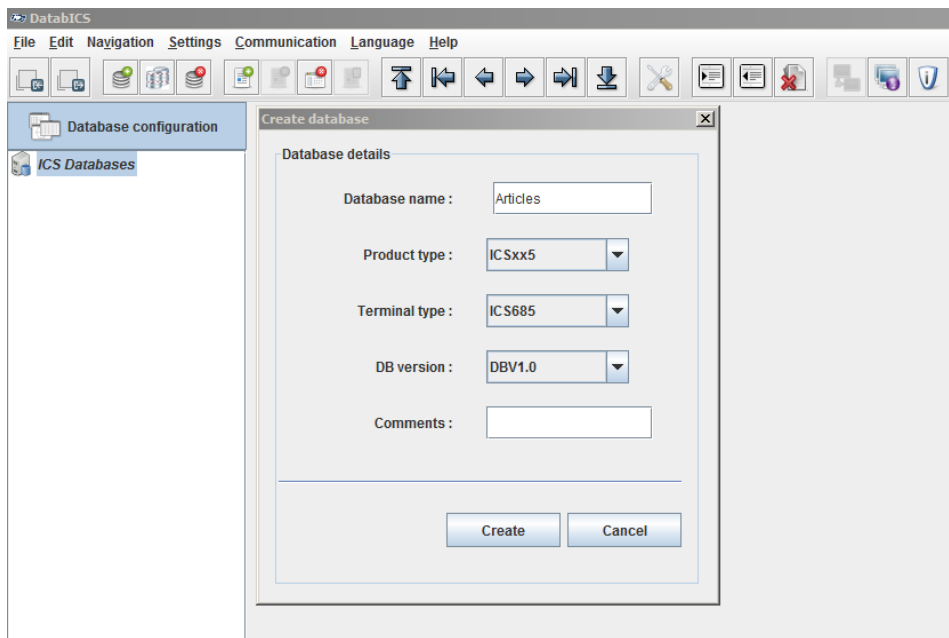 DatabICS
File Edit Navigation Settings Communication Language Help
Database configuration
ICS Databases
Create database
Database details
Database name : Articles
Product type : ICSxx5
Terminal type : ICS685
DB version : DBV1.0
Comments :
Create Cancel